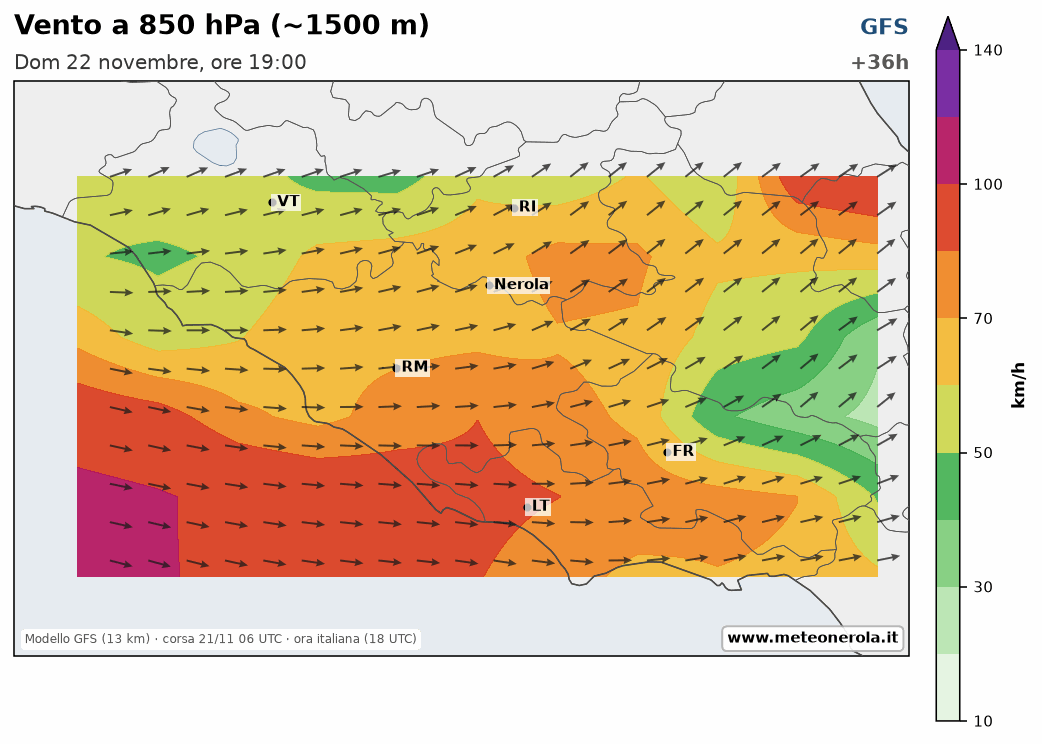 Vento a 850 hPa (~1500 m)
GFS
Dom 22 novembre, ore 19:00
+36h
VT
RI
Nerola
RM
FR
LT
Modello GFS (13 km) · corsa 21/11 06 UTC · ora italiana (18 UTC)
www.meteonerola.it
140
100
70
50
30
10
km/h